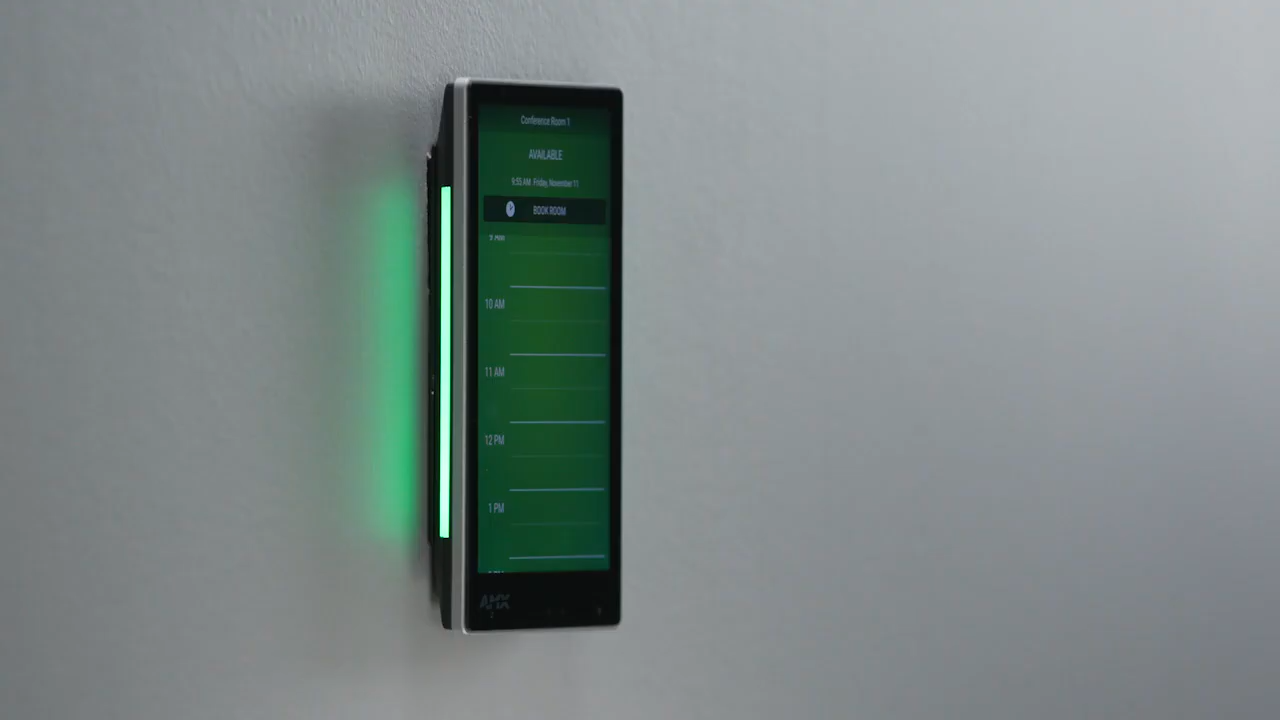 Conference Room 1
AVAILABLE
9:55 AM Friday, November 11
BOOK ROOM
10 AM
11 AM
12 PM
1 PM
AMX